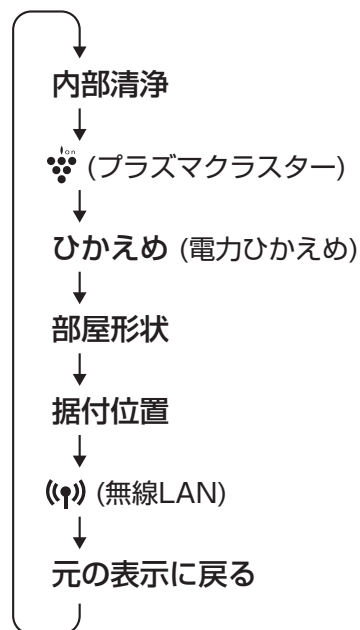 内部清浄
ion
(プラズマクラスター)
ひかえめ (電力ひかえめ)
部屋形状
据付位置
(無線LAN)
元の表示に戻る